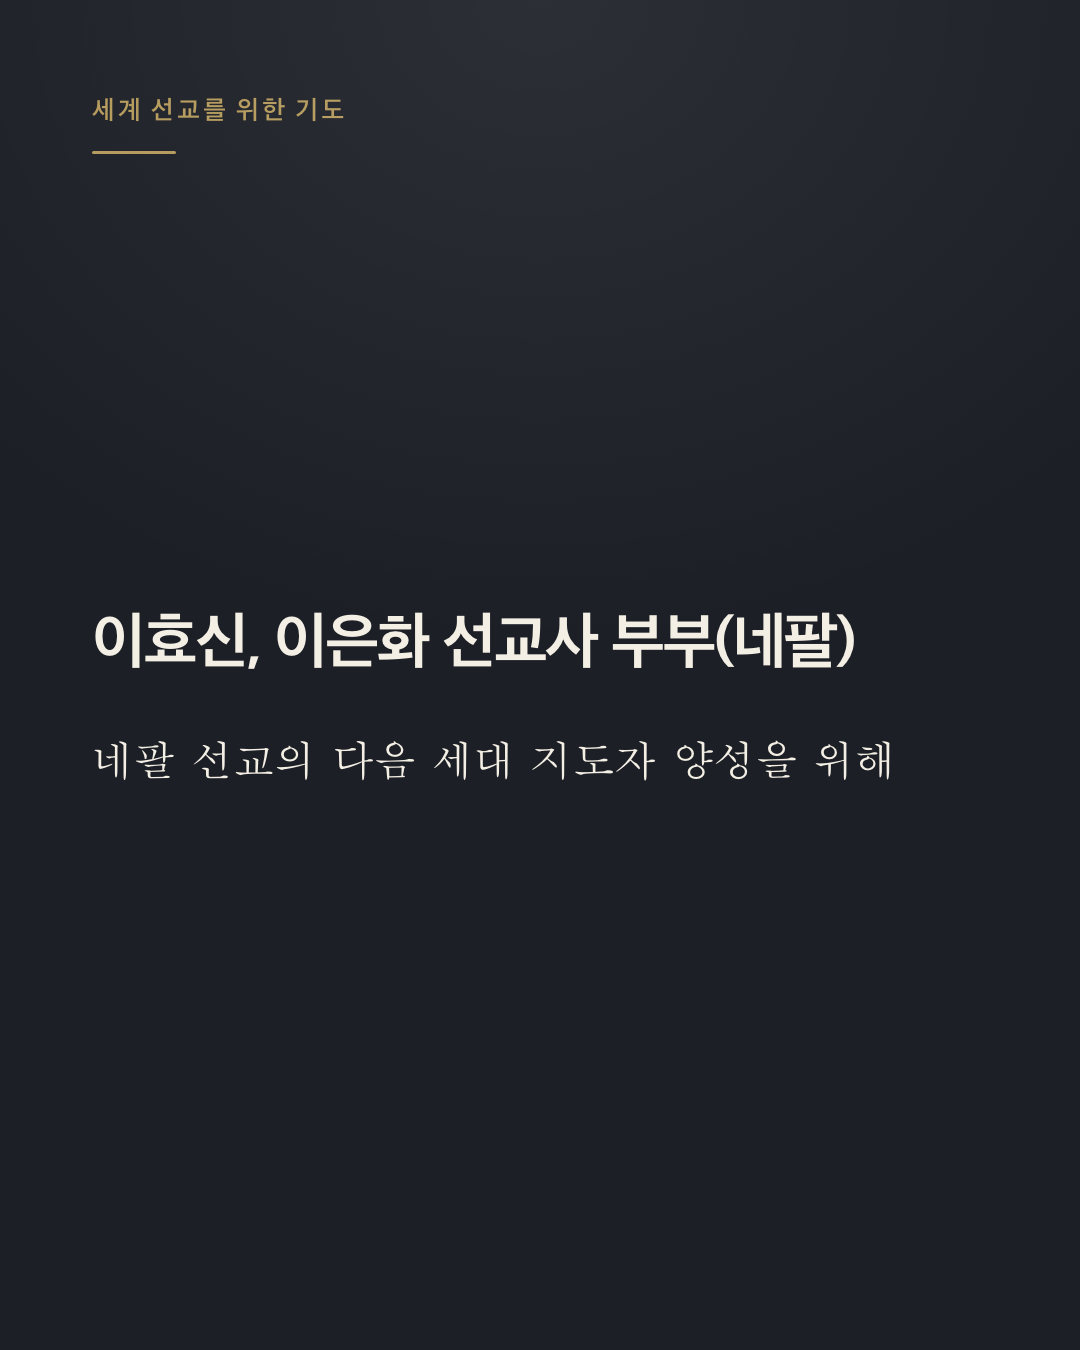 세계 선교를 위한 기도
이효신, 이은화 선교사 부부(네팔)
네팔 선교의 다음 세대 지도자 양성을 위해